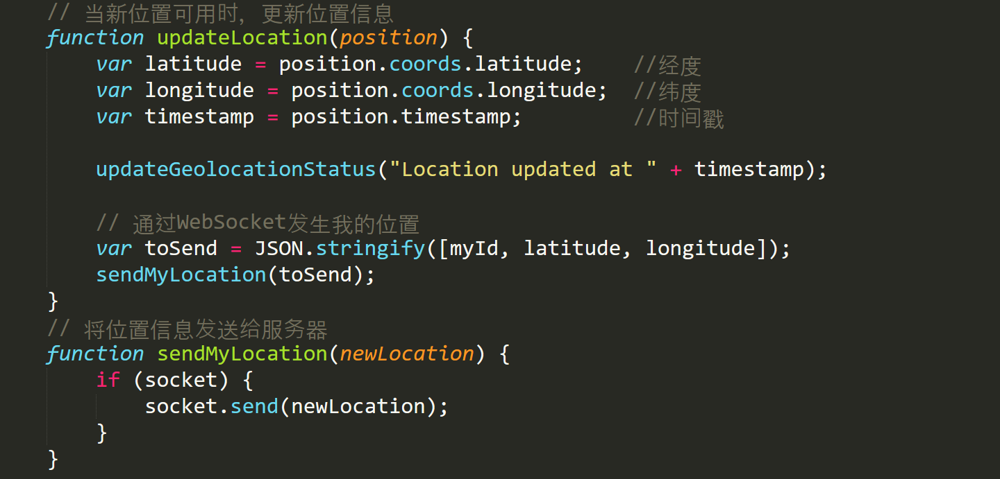 // 当新位置可用时，更新位置信息
function updateLocation(position) {
    var latitude = position.coords.latitude;    //经度
    var longitude = position.coords.longitude;  //纬度
    var timestamp = position.timestamp;         //时间戳

    updateGeolocationStatus("Location updated at " + timestamp);

    // 通过WebSocket发生我的位置
    var toSend = JSON.stringify([myId, latitude, longitude]);
    sendMyLocation(toSend);
}
// 将位置信息发送给服务器
function sendMyLocation(newLocation) {
    if (socket) {
        socket.send(newLocation);
    }
}